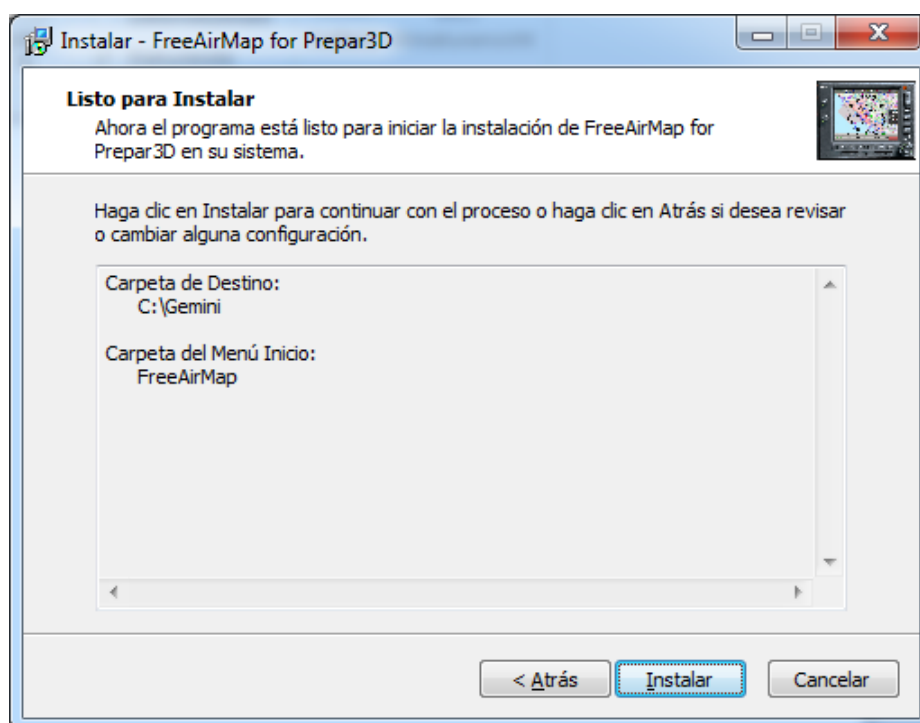 Instalar - FreeAirMap for Prepar3D
Listo para Instalar
Ahora el programa está listo para iniciar la instalación de FreeAirMap for
Prepar3D en su sistema.
Haga clic en Instalar para continuar con el proceso o haga clic en Atrás si desea revisar
o cambiar alguna configuración.
Carpeta de Destino:
C:\Gemini
Carpeta del Menú Inicio:
FreeAirMap
< Atrás
Instalar
Cancelar